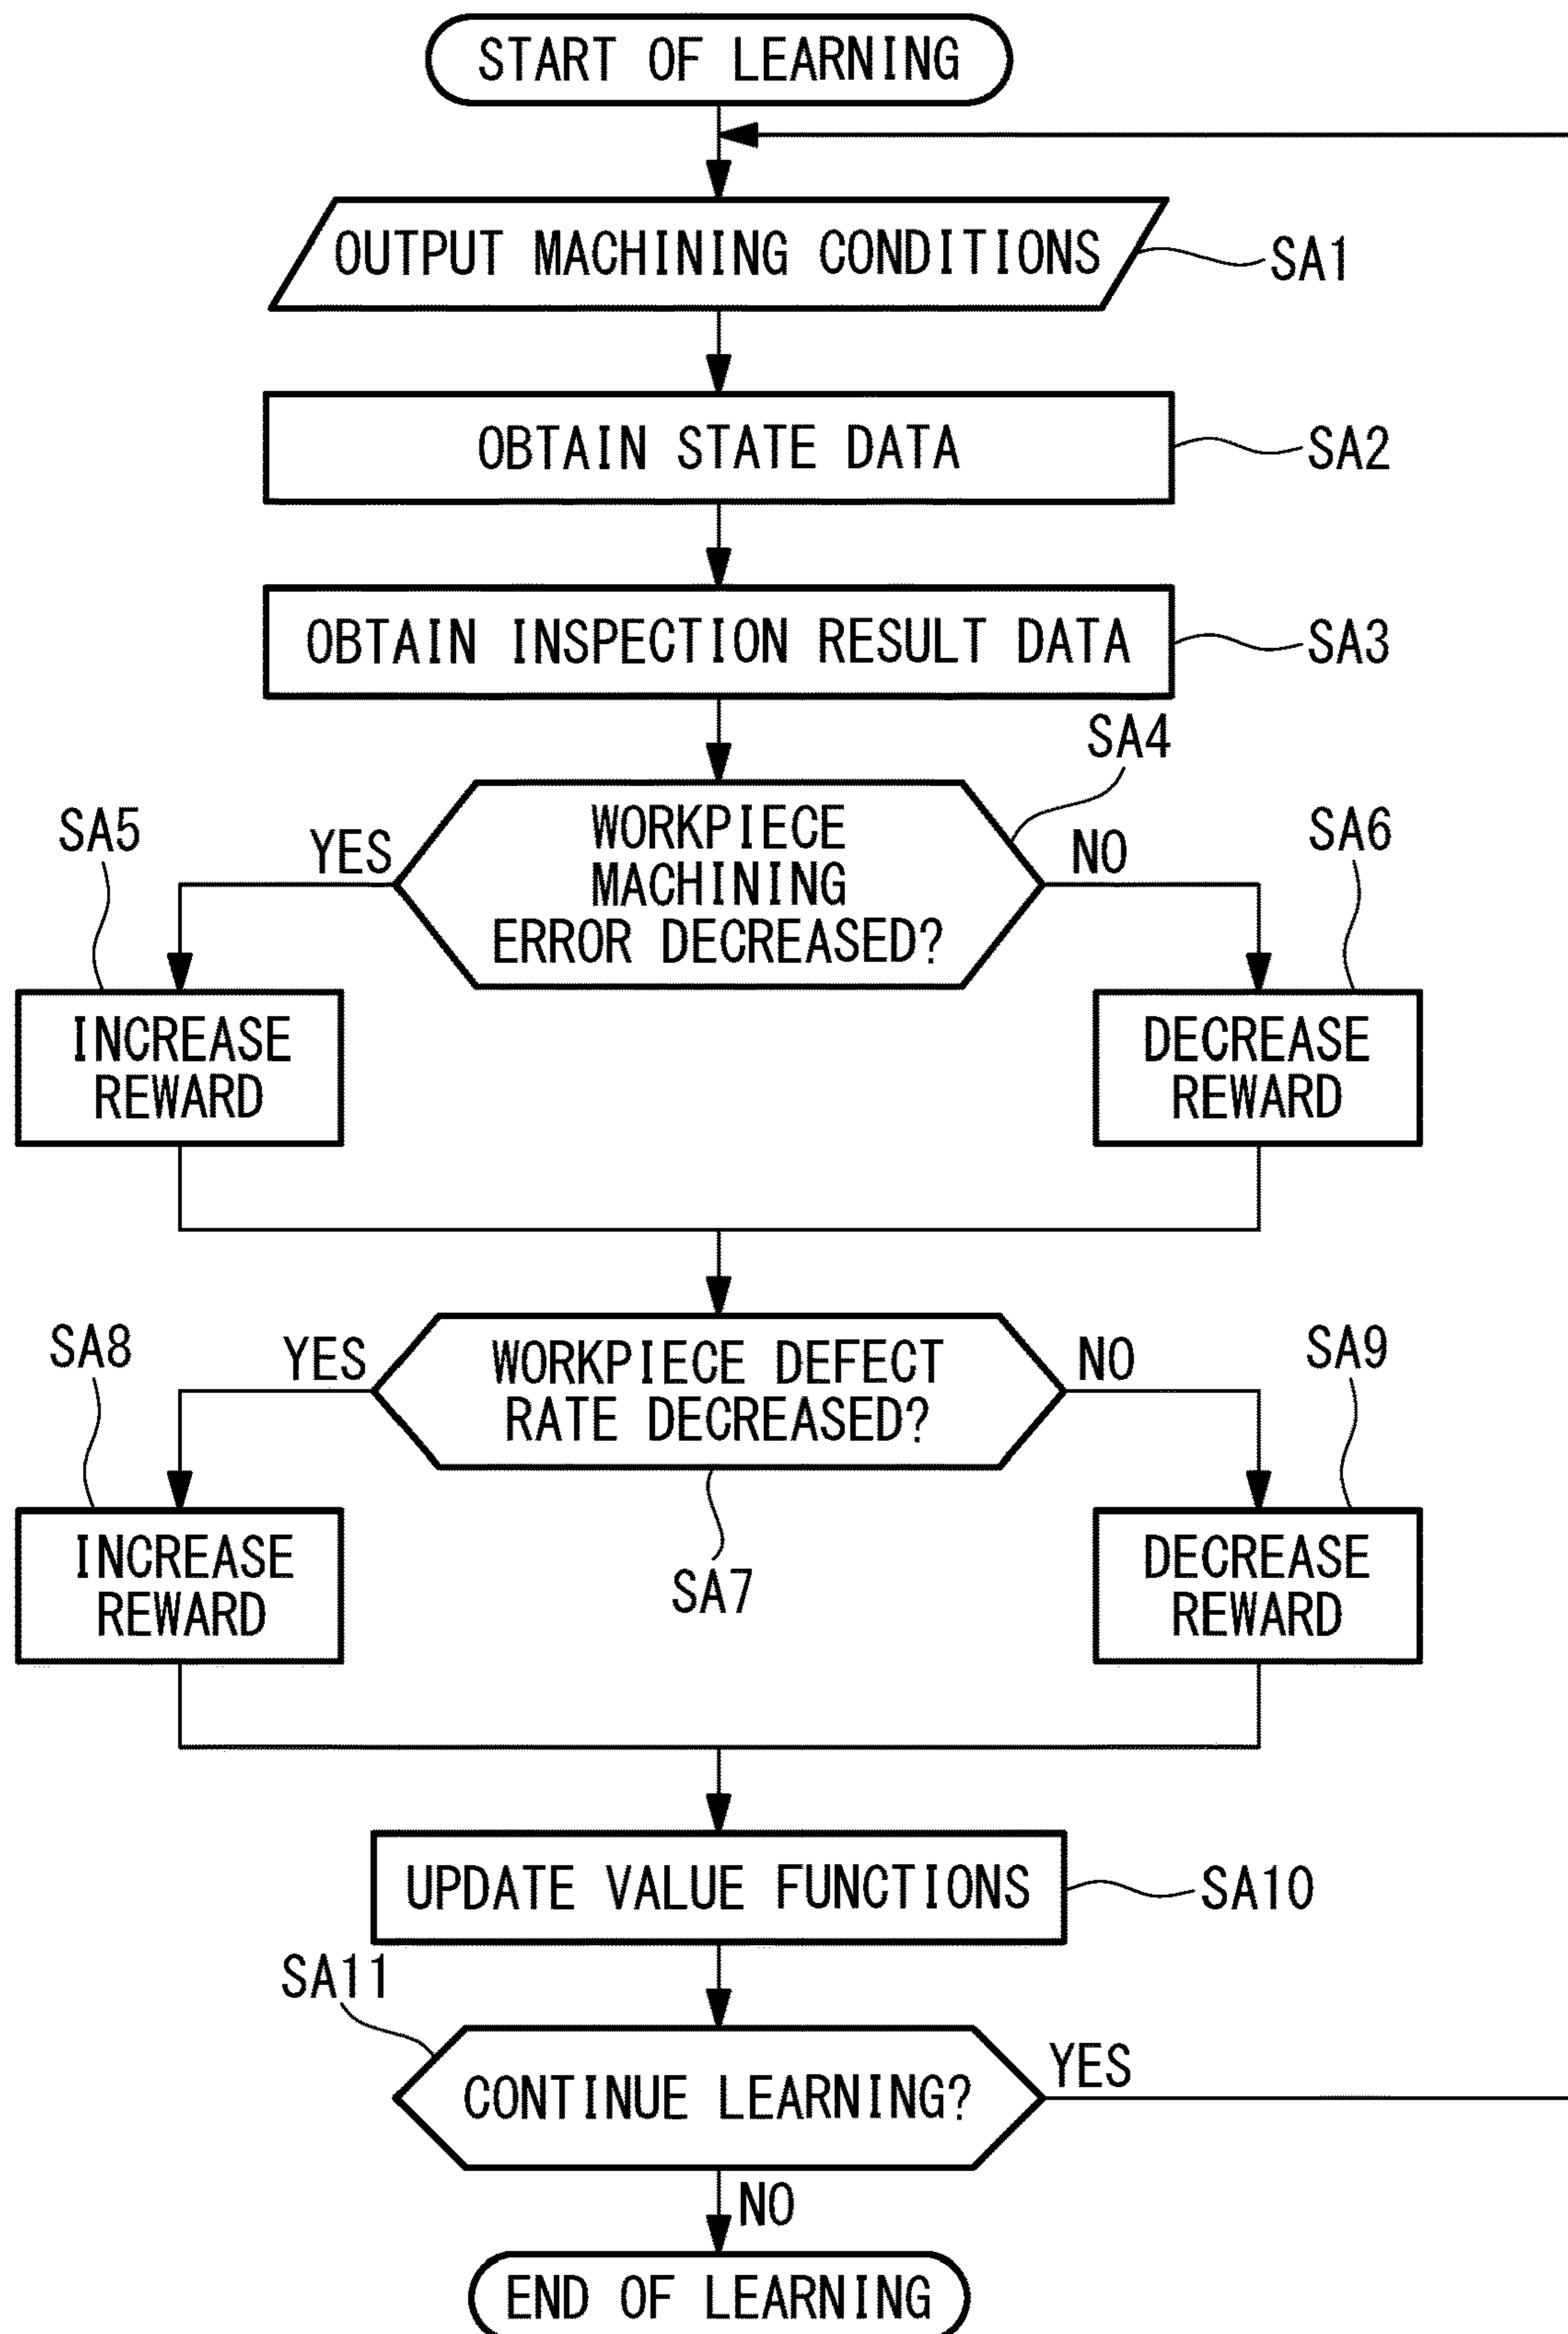 START OF LEARNING
OUTPUT MACHINING CONDITIONS
SA1
OBTAIN STATE DATA
SA2
OBTAIN INSPECTION RESULT DATA
SA3
SA4
WORKPIECE
MACHINING
ERROR DECREASED?
YES
NO
SA5
SA6
INCREASE
REWARD
DECREASE
REWARD
WORKPIECE DEFECT
RATE DECREASED?
SA7
YES
NO
SA8
SA9
INCREASE
REWARD
DECREASE
REWARD
UPDATE VALUE FUNCTIONS
SA10
SA11
CONTINUE LEARNING?
YES
NO
END OF LEARNING